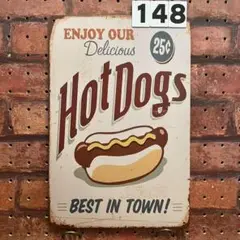 148
ENJOY OUR
Delicious
25¢
Hot Dogs
BEST IN TOWN!